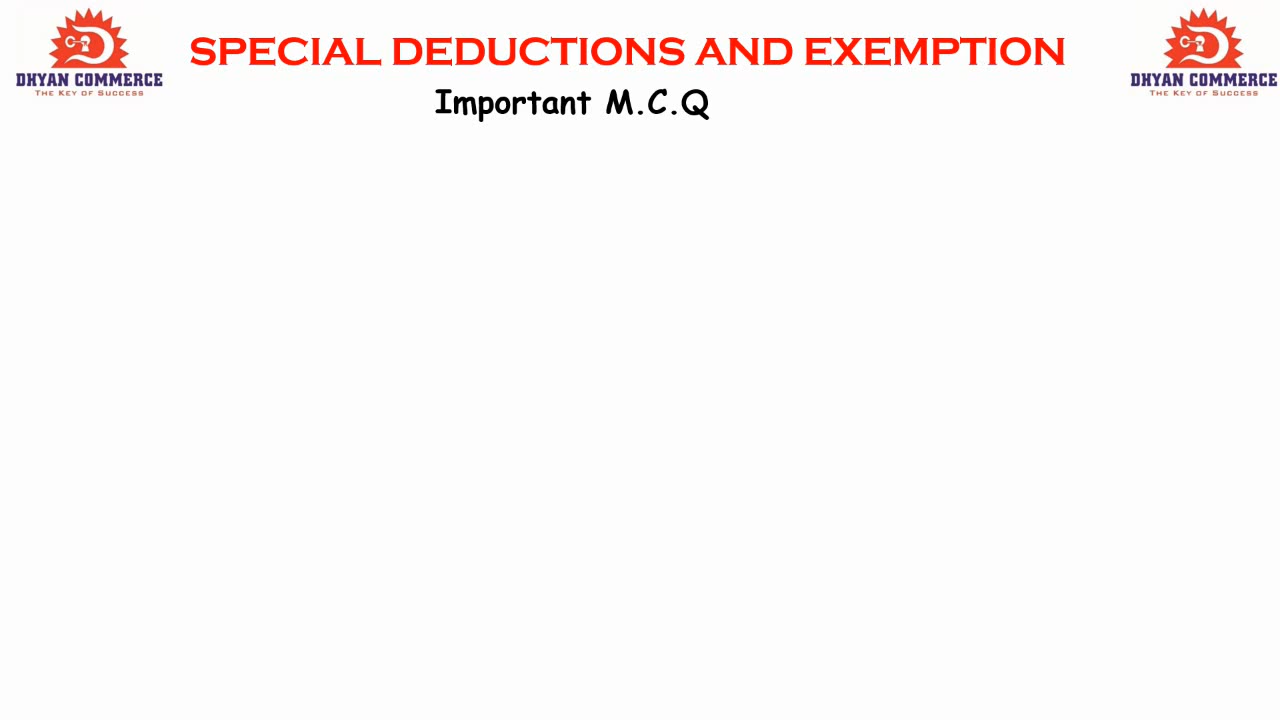 SPECIAL DEDUCTIONS AND EXEMPTION
Important M.C.Q
DHYAN COMMERCE
THE KEY OF SUCCESS
DHYAN COMMERCE
THE KEY OF SUCCESS